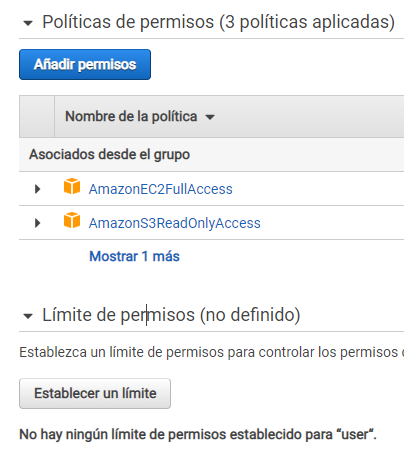 Políticas de permisos (3 políticas aplicadas)
Añadir permisos
Nombre de la política
Asociados desde el grupo
AmazonEC2FullAccess
AmazonS3ReadOnlyAccess
Mostrar 1 más
Límite de permisos (no definido)
Establezca un límite de permisos para controlar los permisos
Establecer un límite
No hay ningún límite de permisos establecido para “user“.